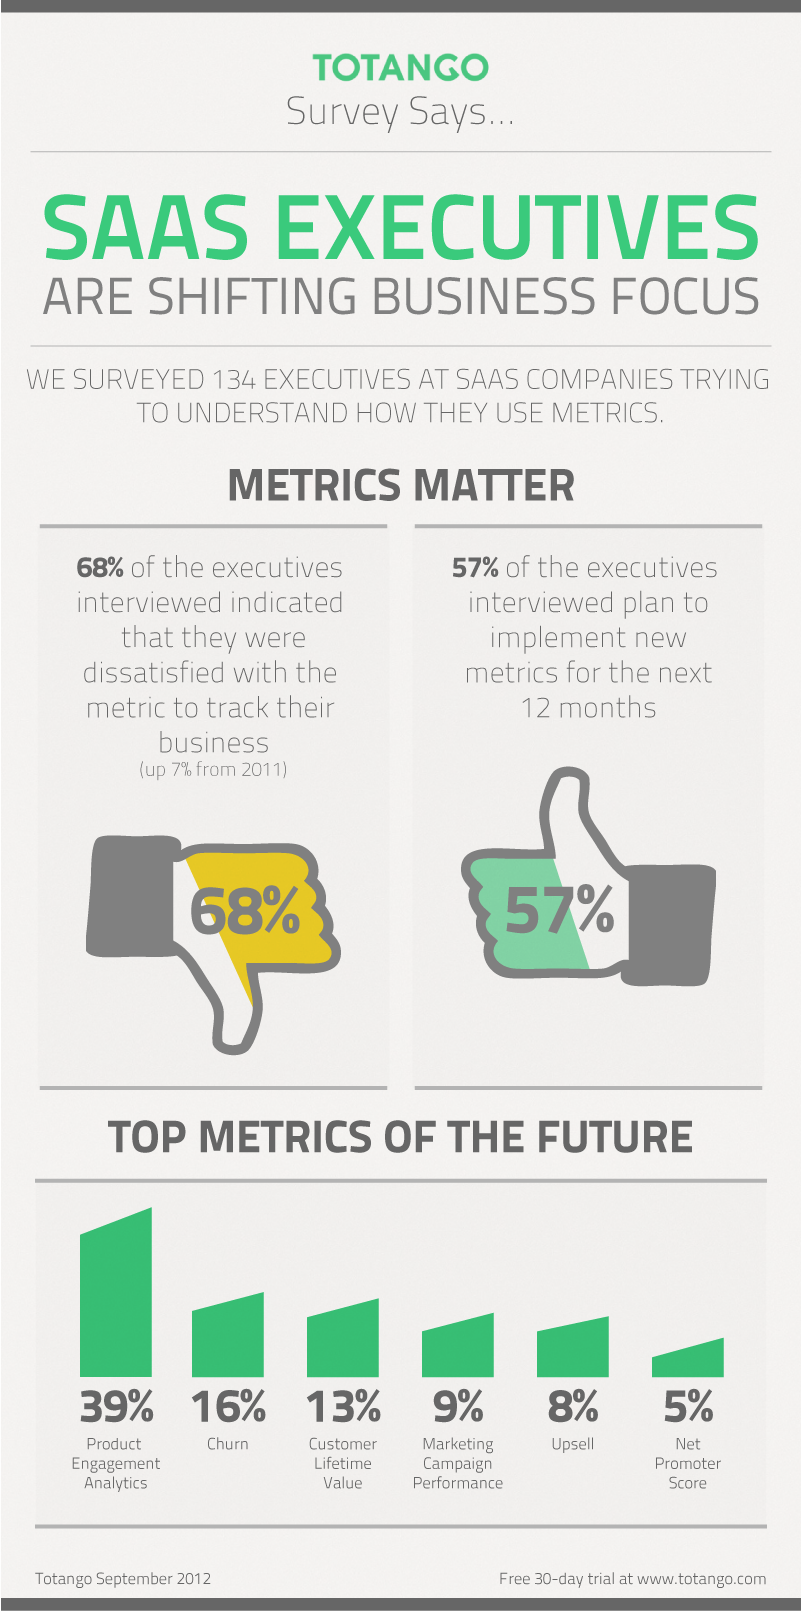 TOTANGO
Survey Says...
SAAS EXECUTIVES
ARE SHIFTING BUSINESS FOCUS
WE SURVEYED 134 EXECUTIVES AT SAAS COMPANIES TRYING
TO UNDERSTAND HOW THEY USE METRICS.
METRICS MATTER
68% of the executives
interviewed indicated
that they were
dissatisfied with the
metric to track their
business
(up 7% from 2011)
68%
57% of the executives
interviewed plan to
implement new
metrics for the next
12 months
57%
TOP METRICS OF THE FUTURE
39%
Product
Engagement
Analytics
16%
Churn
13%
Customer
Lifetime
Value
9%
Marketing
Campaign
Performance
8%
Upsell
5%
Net
Promoter
Score
Totango September 2012
Free 30-day trial at www.totango.com